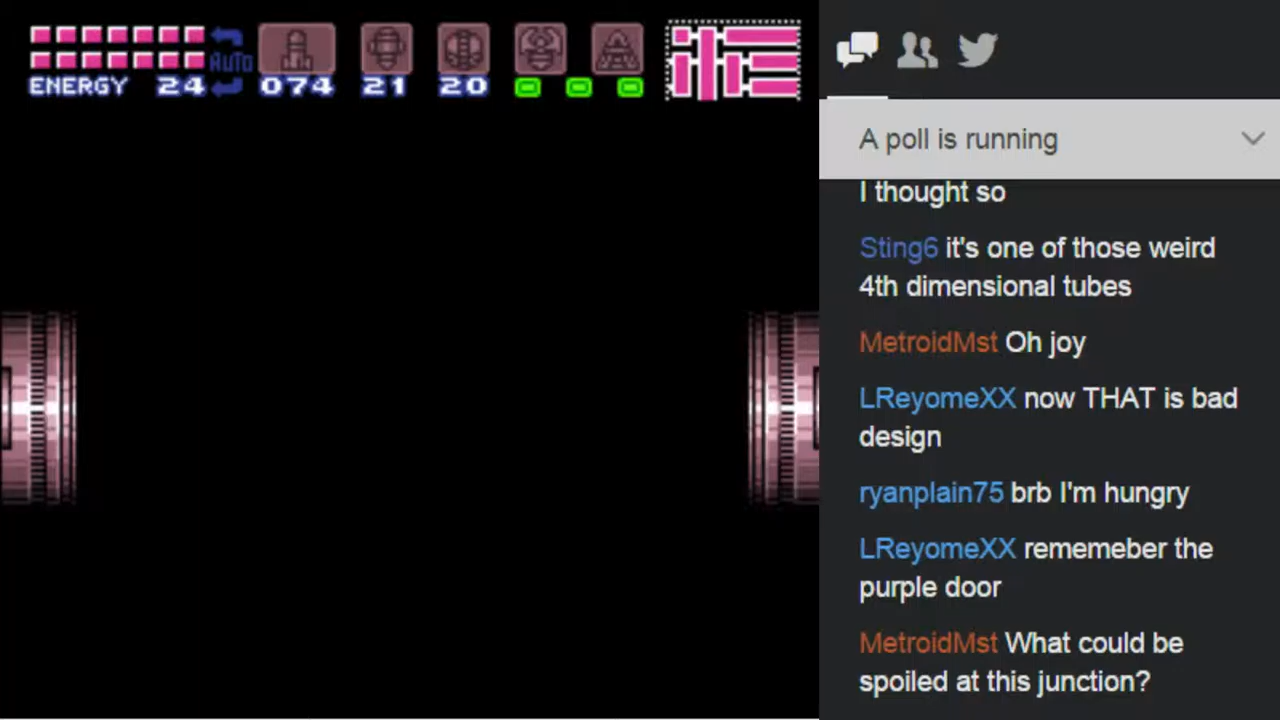 AUTO
ENERGY 24 074 21 20
A poll is running
I thought so
Sting6 it's one of those weird
4th dimensional tubes
MetroidMst Oh joy
LReyomeXX now THAT is bad
design
ryanplain75 brb I'm hungry
LReyomeXX rememeber the
purple door
MetroidMst What could be
spoiled at this junction?